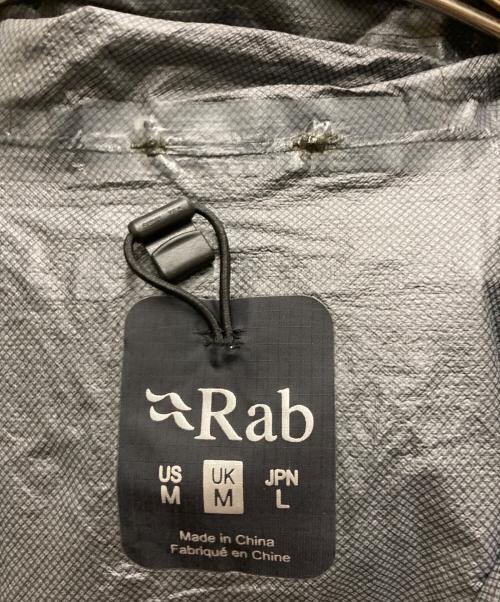 Rab
US UK JPN
M M L
Made in China
Fabriqué en Chine